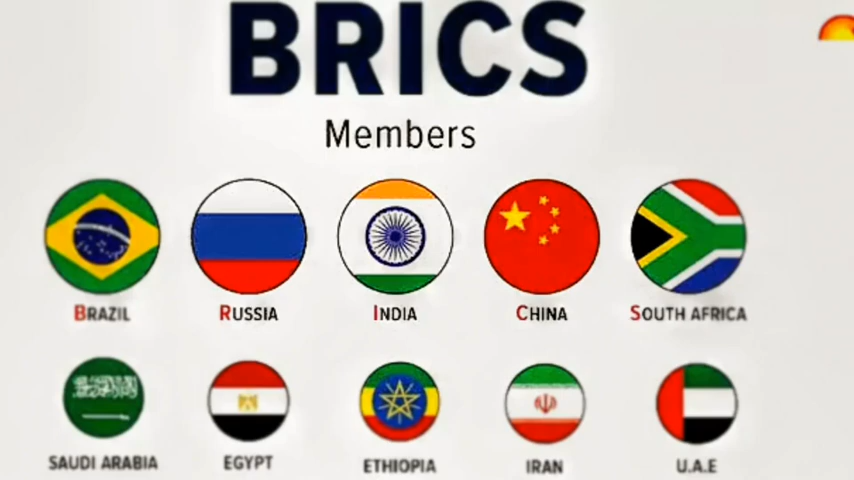 BRICS
Members
BRAZIL RUSSIA INDIA CHINA SOUTH AFRICA
SAUDI ARABIA EGYPT ETHIOPIA IRAN U.A.E